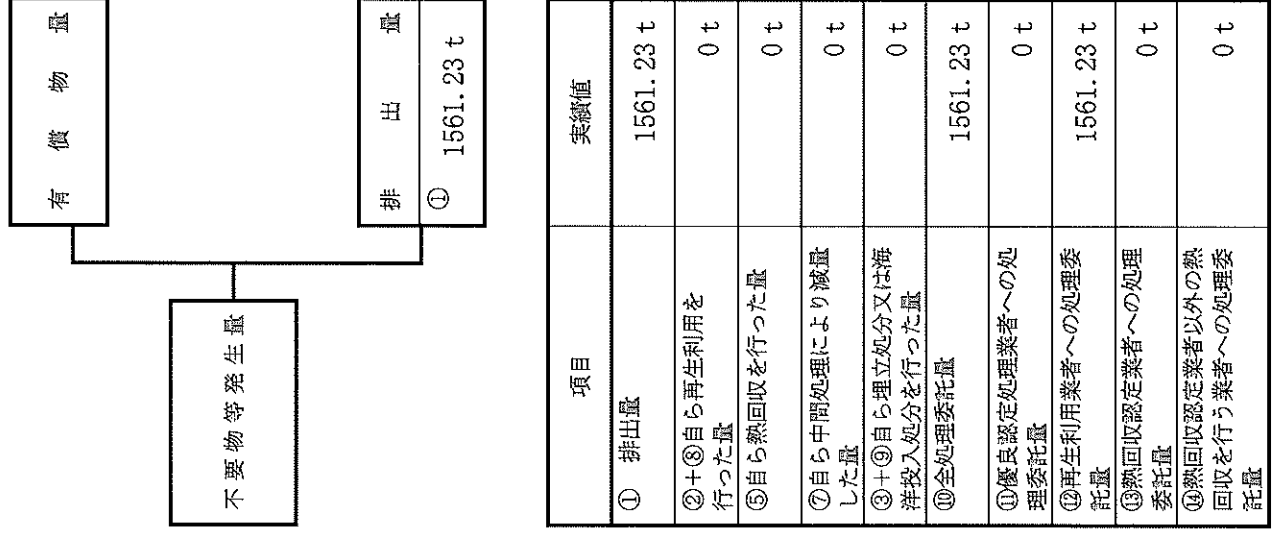 不要物等発生量
有償物量
排出量
① 1561.23 t
項目 実績値
① 排出量 1561.23 t
②+⑧自ら再生利用を
行った量 0 t
⑤自ら熱回収を行った量 0 t
⑦自ら中間処理により減量
した量 0 t
③+⑨自ら埋立処分又は海
洋投入処分を行った量 0 t
⑩全処理委託量 1561.23 t
⑪優良認定処理業者への処
理委託量 0 t
⑫再生利用業者への処理委
託量 1561.23 t
⑬熱回収認定業者への処理
委託量 0 t
⑭熱回収認定業者以外の熱
回収を行う業者への処理委
託量 0 t